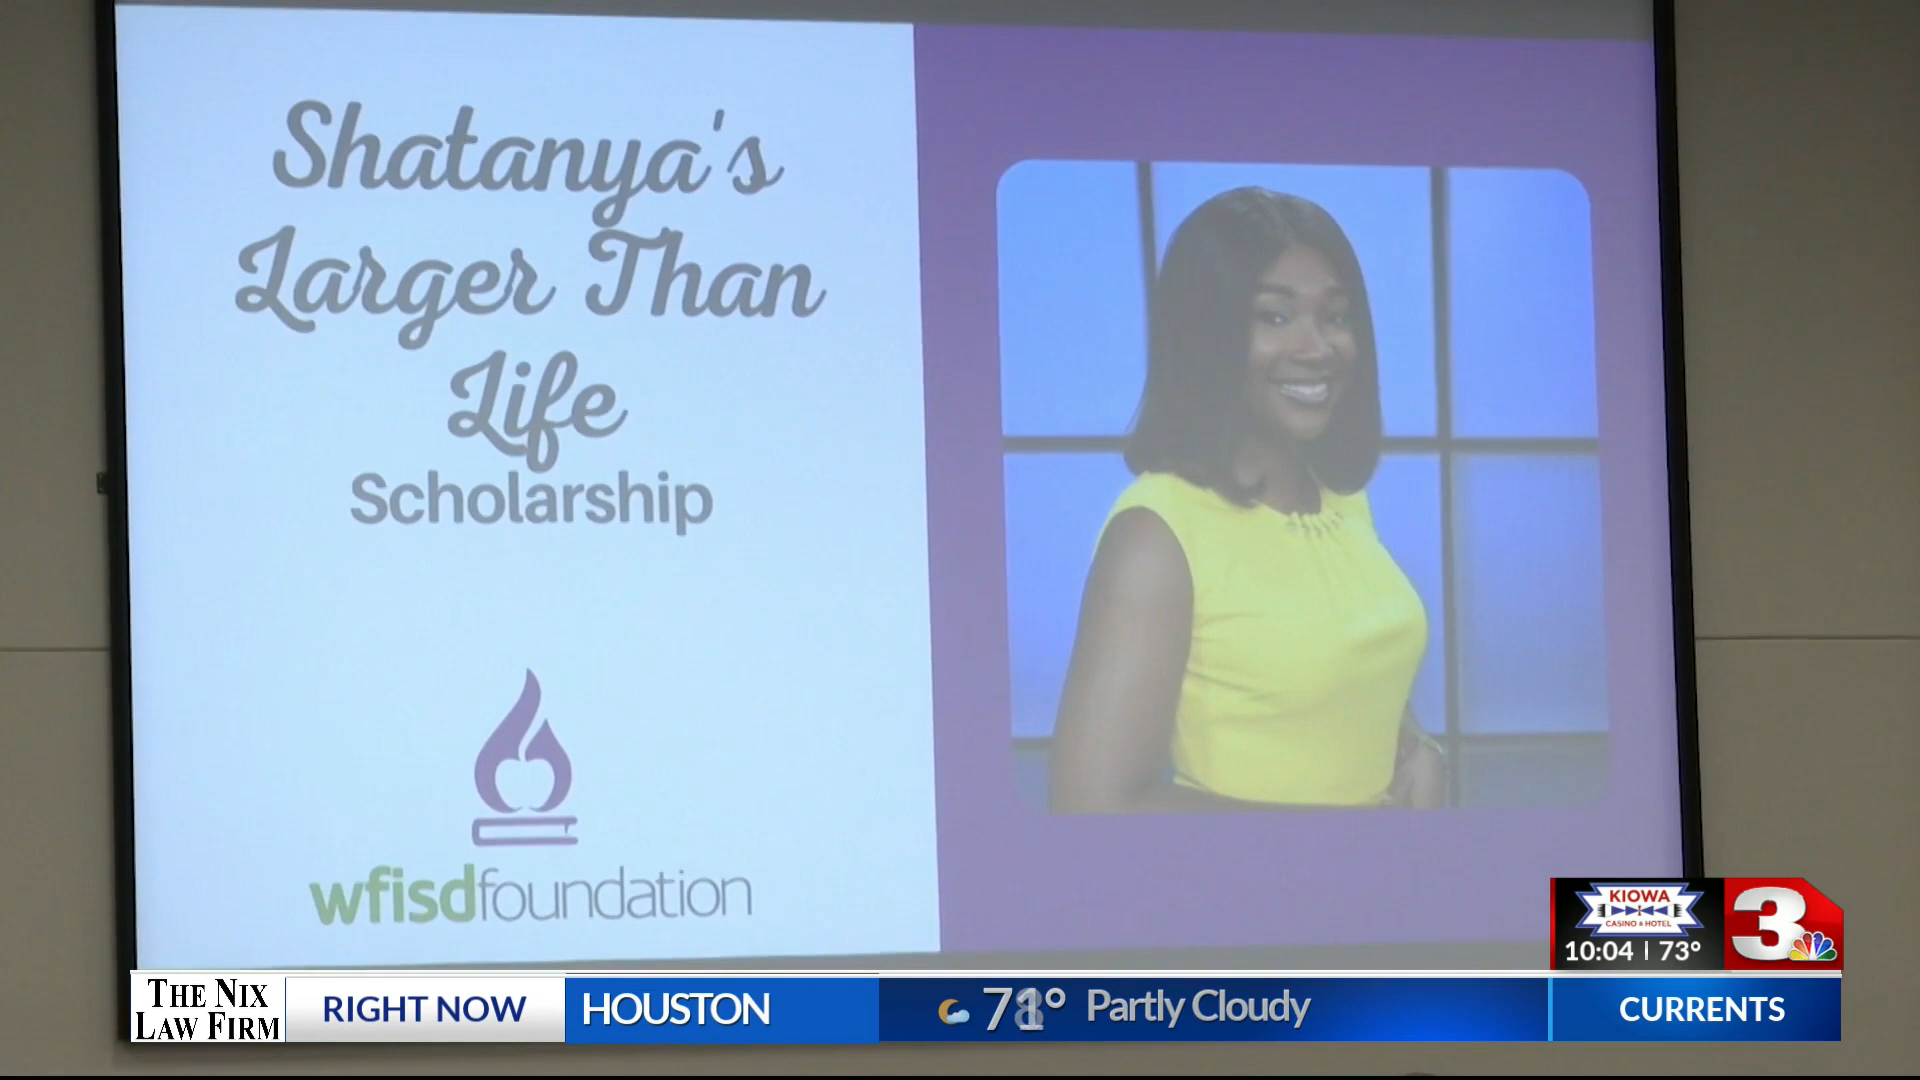 Shatanya's
Larger Than
Life
Scholarship
wfisdfoundation
KIOWA
CASINO & HOTEL
10:04 | 73°
3
THE NIX
LAW FIRM
RIGHT NOW
HOUSTON
Partly Cloudy
CURRENTS